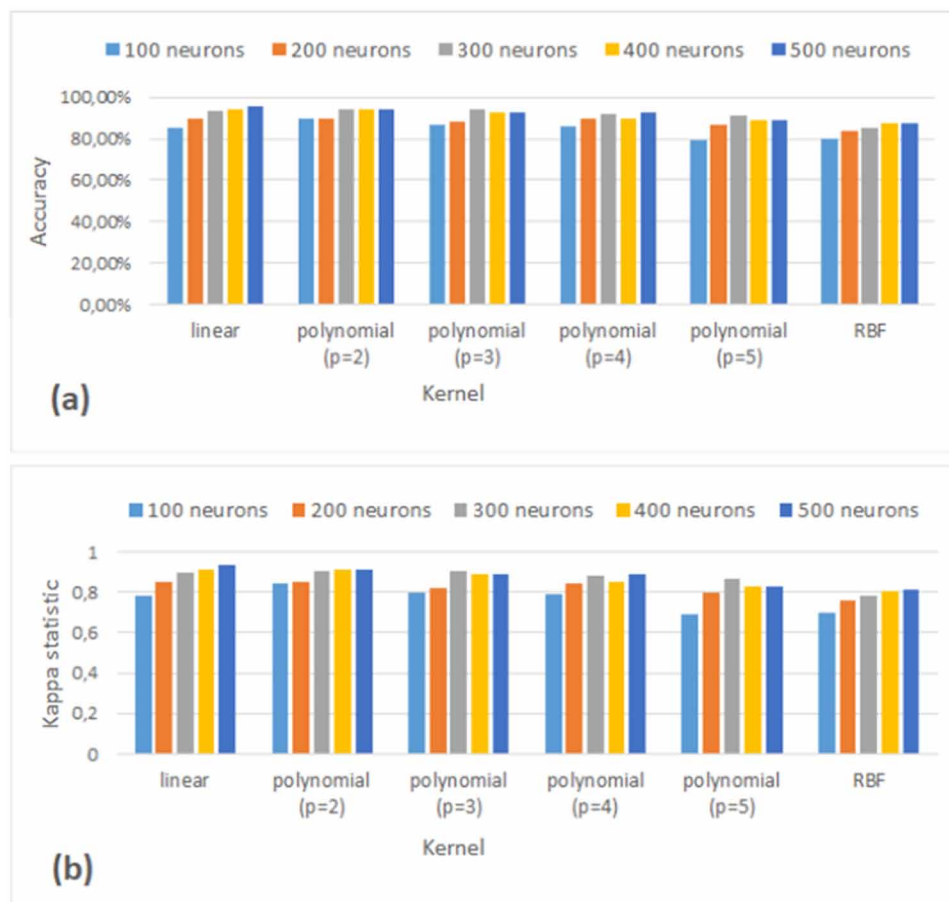 100 neurons 200 neurons 300 neurons 400 neurons 500 neurons
100,00%
80,00%
60,00%
40,00%
20,00%
0,00%
Accuracy
linear polynomial (p=2) polynomial (p=3) polynomial (p=4) polynomial (p=5) RBF
Kernel
(a)
100 neurons 200 neurons 300 neurons 400 neurons 500 neurons
1
0,8
0,6
0,4
0,2
0
Kappa statistic
linear polynomial (p=2) polynomial (p=3) polynomial (p=4) polynomial (p=5) RBF
Kernel
(b)